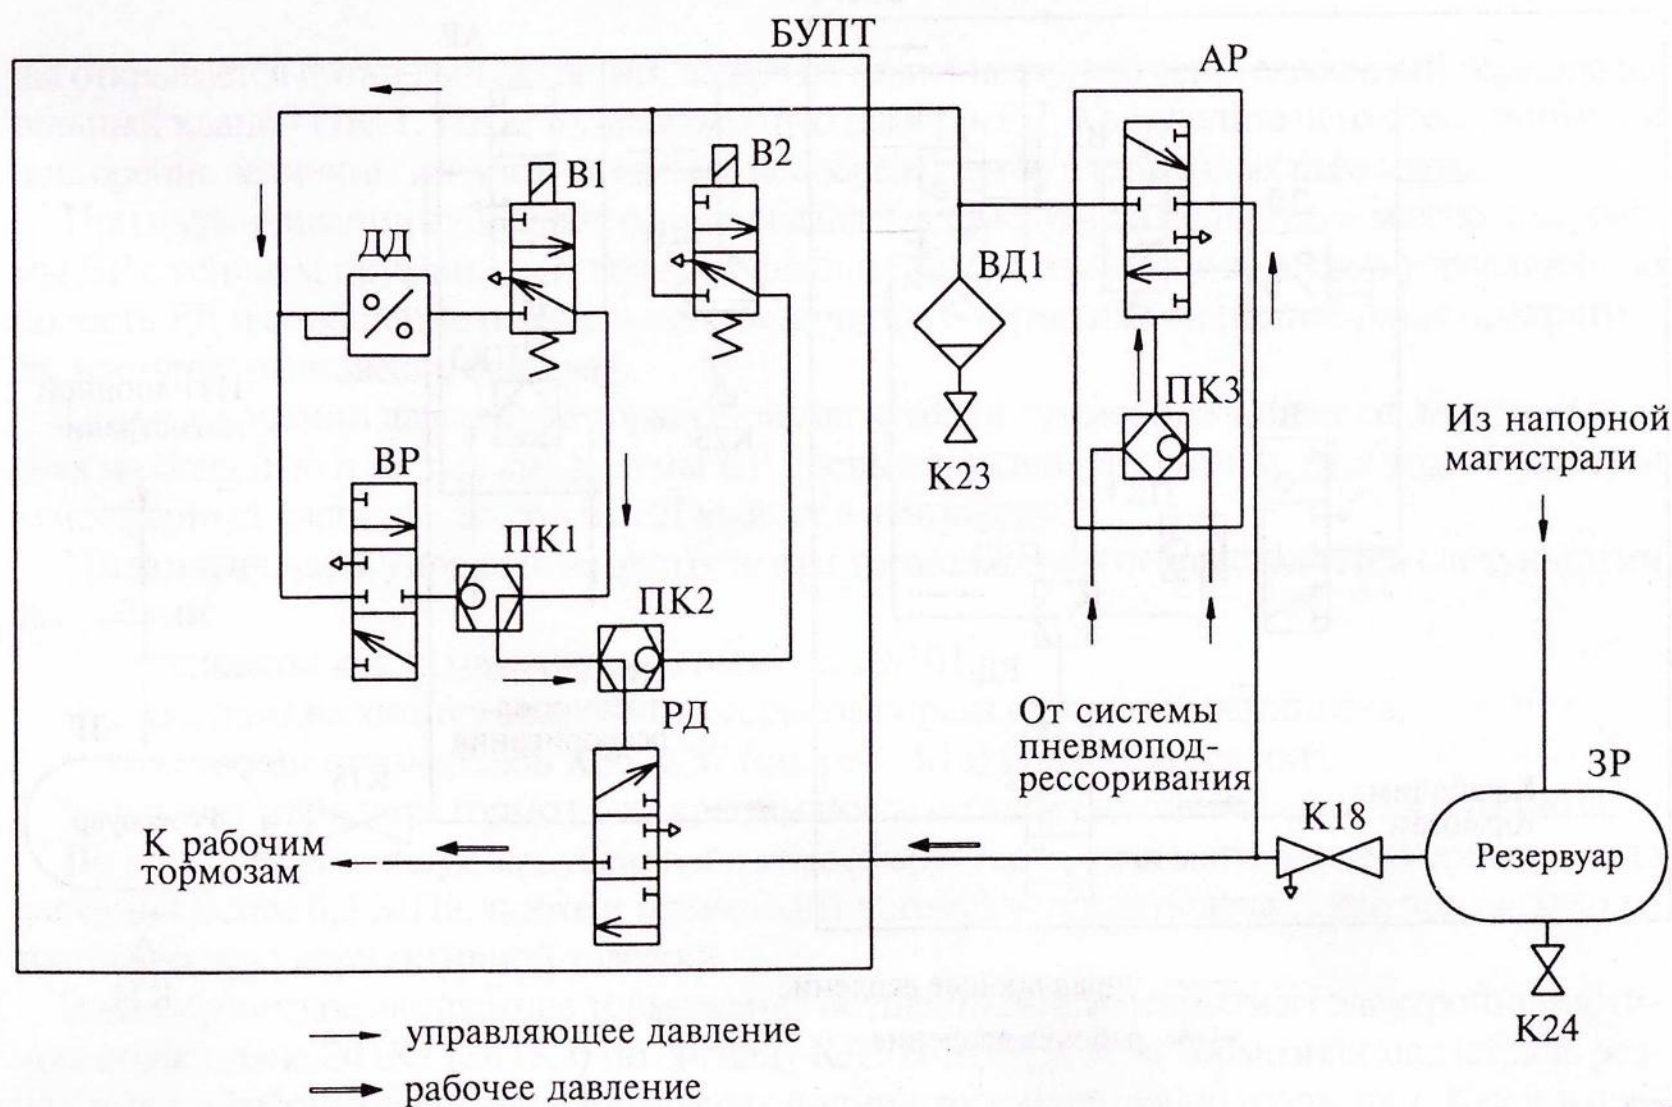 БУПТ
АР
В1
В2
ДД
ВД1
ПК3
К23
Из напорной
магистрали
ВР
ПК1
ПК2
РД
От системы
пневмопод-
рессоривания
ЗР
К18
Резервуар
К рабочим
тормозам
К24
управляющее давление
рабочее давление